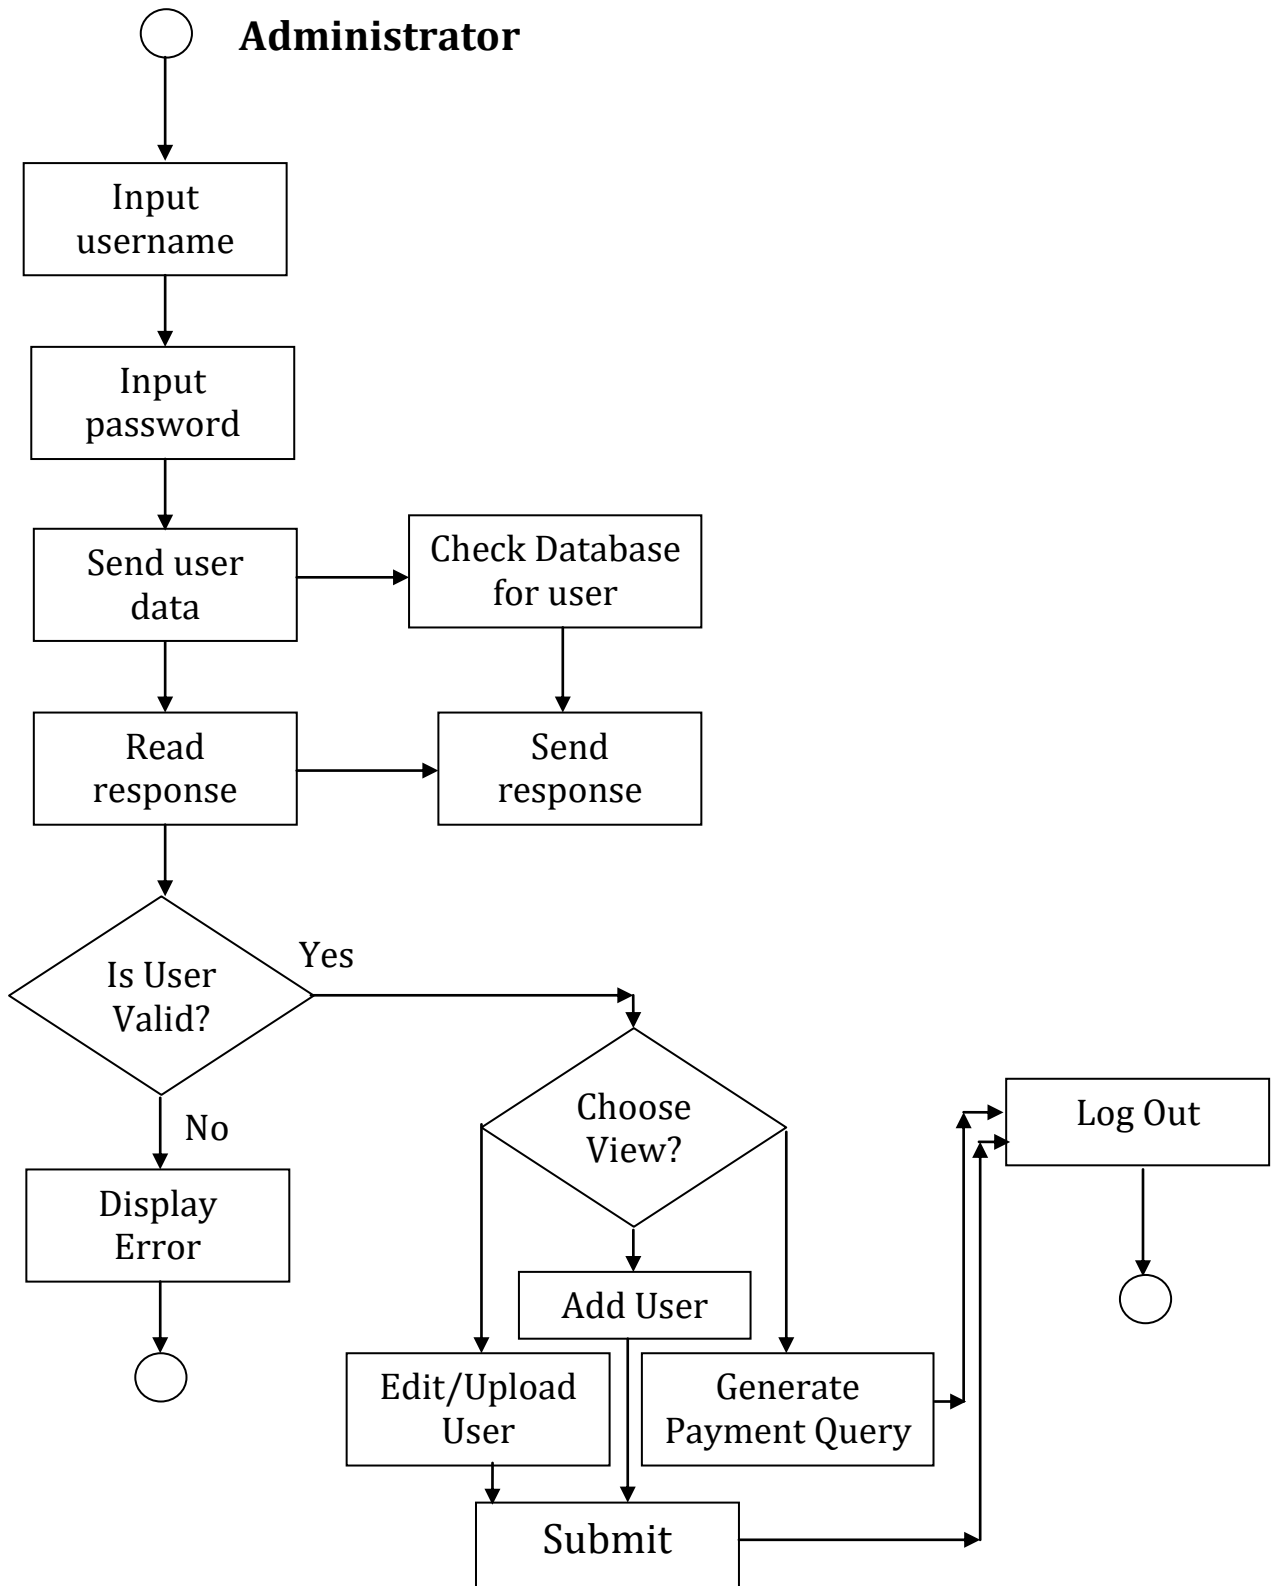 Administrator
Input
username
Input
password
Send user
data
Check Database
for user
Read
response
Send
response
Is User
Valid?
Yes
No
Display
Error
Choose
View?
Log Out
Add User
Edit/Upload
User
Generate
Payment Query
Submit